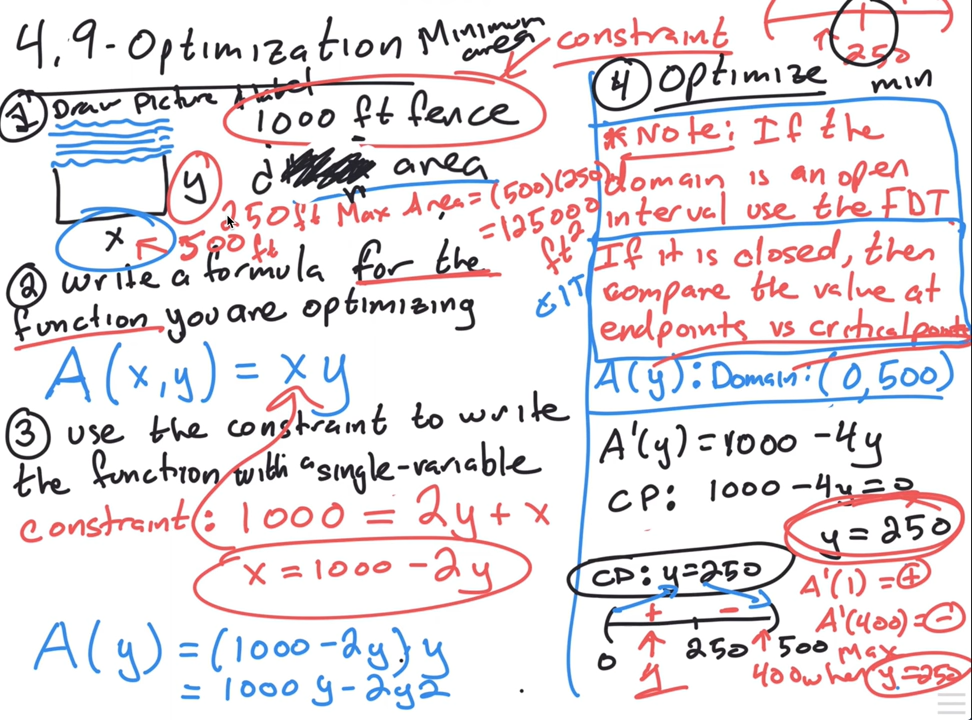 4.9 - Optimization Minimum area
constraint
① Draw Picture & label
1000 ft fence
area
y
x
250ft Max Area = (500)(250)
500 ft
= 125000 ft2
② Write a formula for the
function you are optimizing
A(x,y) = xy
③ use the constraint to write
the function with a single-variable
constraint: 1000 = 2y + x
x = 1000 - 2y
A(y) = (1000 - 2y) y
= 1000 y - 2y2
250
min
④ Optimize
* Note: If the
domain is an open
interval use the FDT
If it is closed, then
compare the value at
endpoints vs critical points
A(y): Domain: (0,500)
A'(y) = 1000 - 4y
CP: 1000 - 4y = 0
y = 250
CP: y = 250
A'(1) = +
A'(400) = -
+ -
0 250 500
1
400
Max
when y = 250